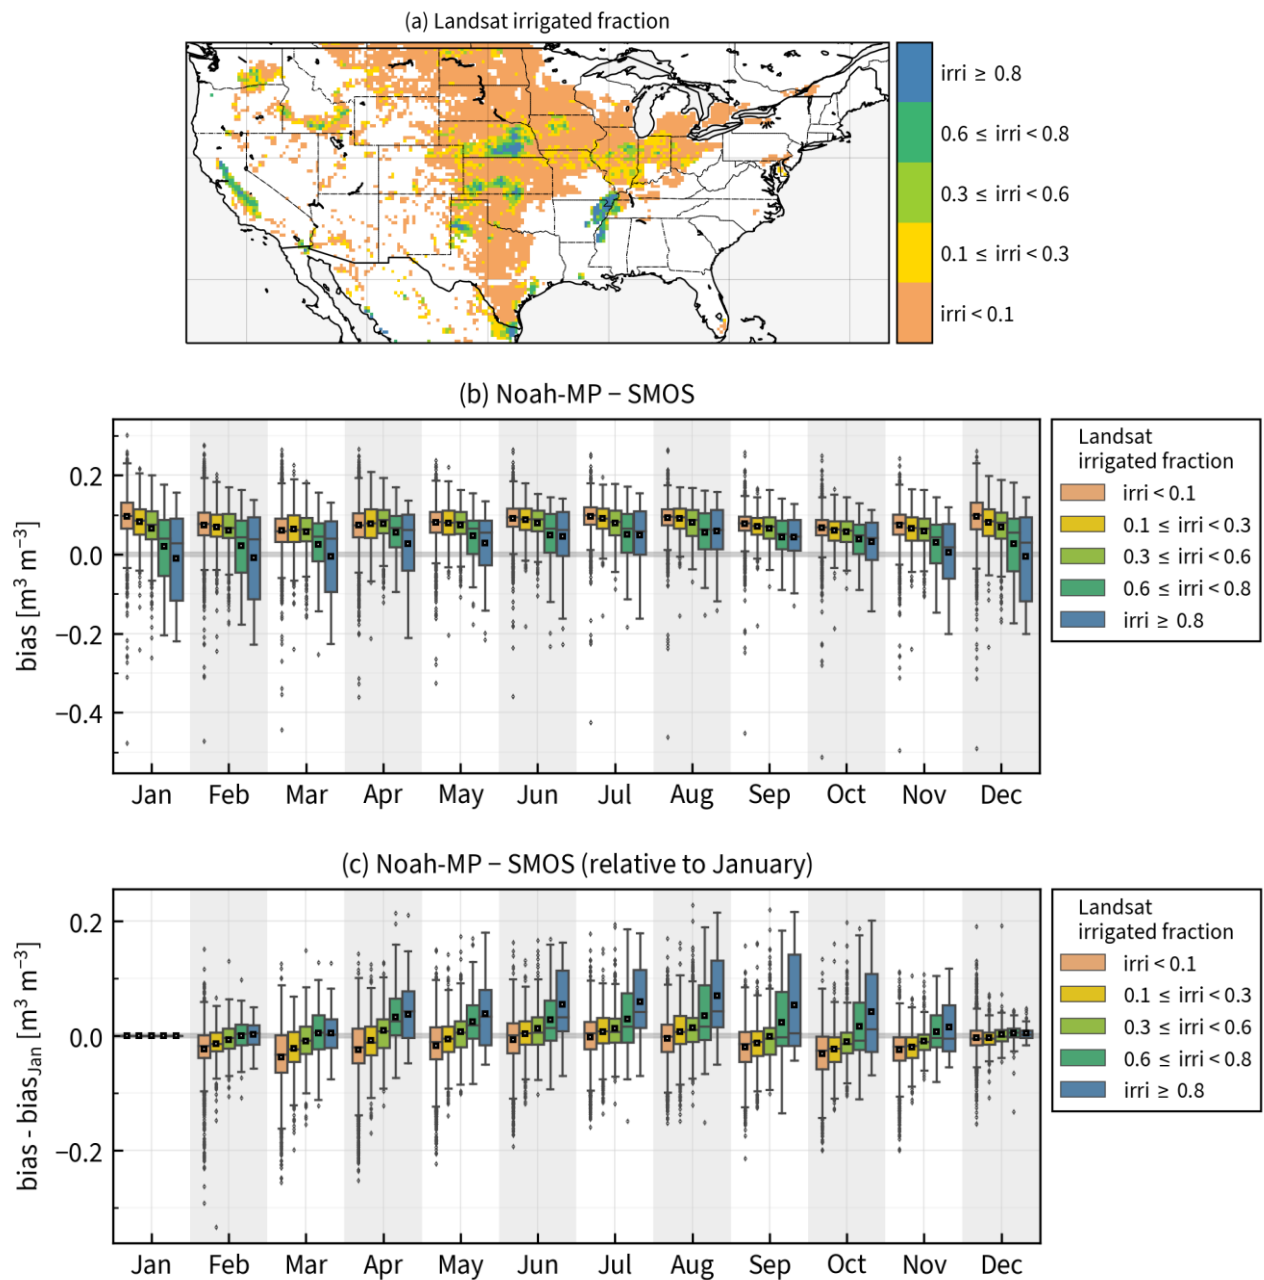 (a) Landsat irrigated fraction
irri ≥ 0.8
0.6 ≤ irri < 0.8
0.3 ≤ irri < 0.6
0.1 ≤ irri < 0.3
irri < 0.1
(b) Noah-MP − SMOS
bias [m³ m⁻³]
0.2
0.0
−0.2
−0.4
Jan Feb Mar Apr May Jun Jul Aug Sep Oct Nov Dec
Landsat
irrigated fraction
irri < 0.1
0.1 ≤ irri < 0.3
0.3 ≤ irri < 0.6
0.6 ≤ irri < 0.8
irri ≥ 0.8
(c) Noah-MP − SMOS (relative to January)
bias - bias_Jan [m³ m⁻³]
0.2
0.0
−0.2
Jan Feb Mar Apr May Jun Jul Aug Sep Oct Nov Dec
Landsat
irrigated fraction
irri < 0.1
0.1 ≤ irri < 0.3
0.3 ≤ irri < 0.6
0.6 ≤ irri < 0.8
irri ≥ 0.8